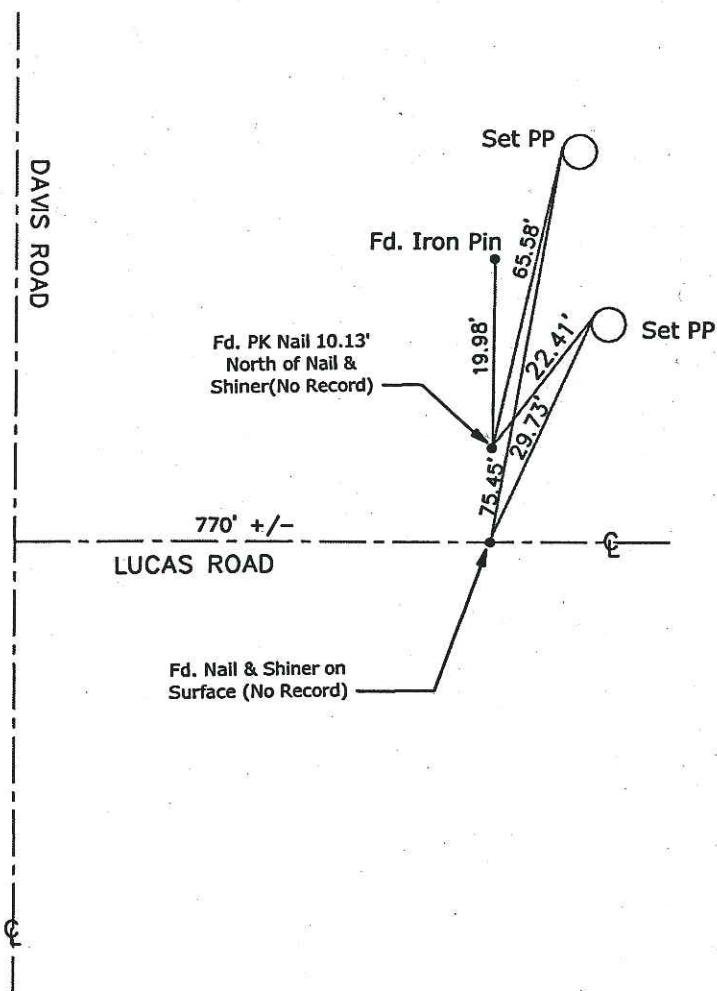 Set PP
DAVIS ROAD
Fd. Iron Pin
65.58'
19.98'
Set PP
22.41'
Fd. PK Nail 10.13'
North of Nail &
Shiner(No Record)
29.73'
75.45'
770' +/-
℄
LUCAS ROAD
Fd. Nail & Shiner on
Surface (No Record)
℄